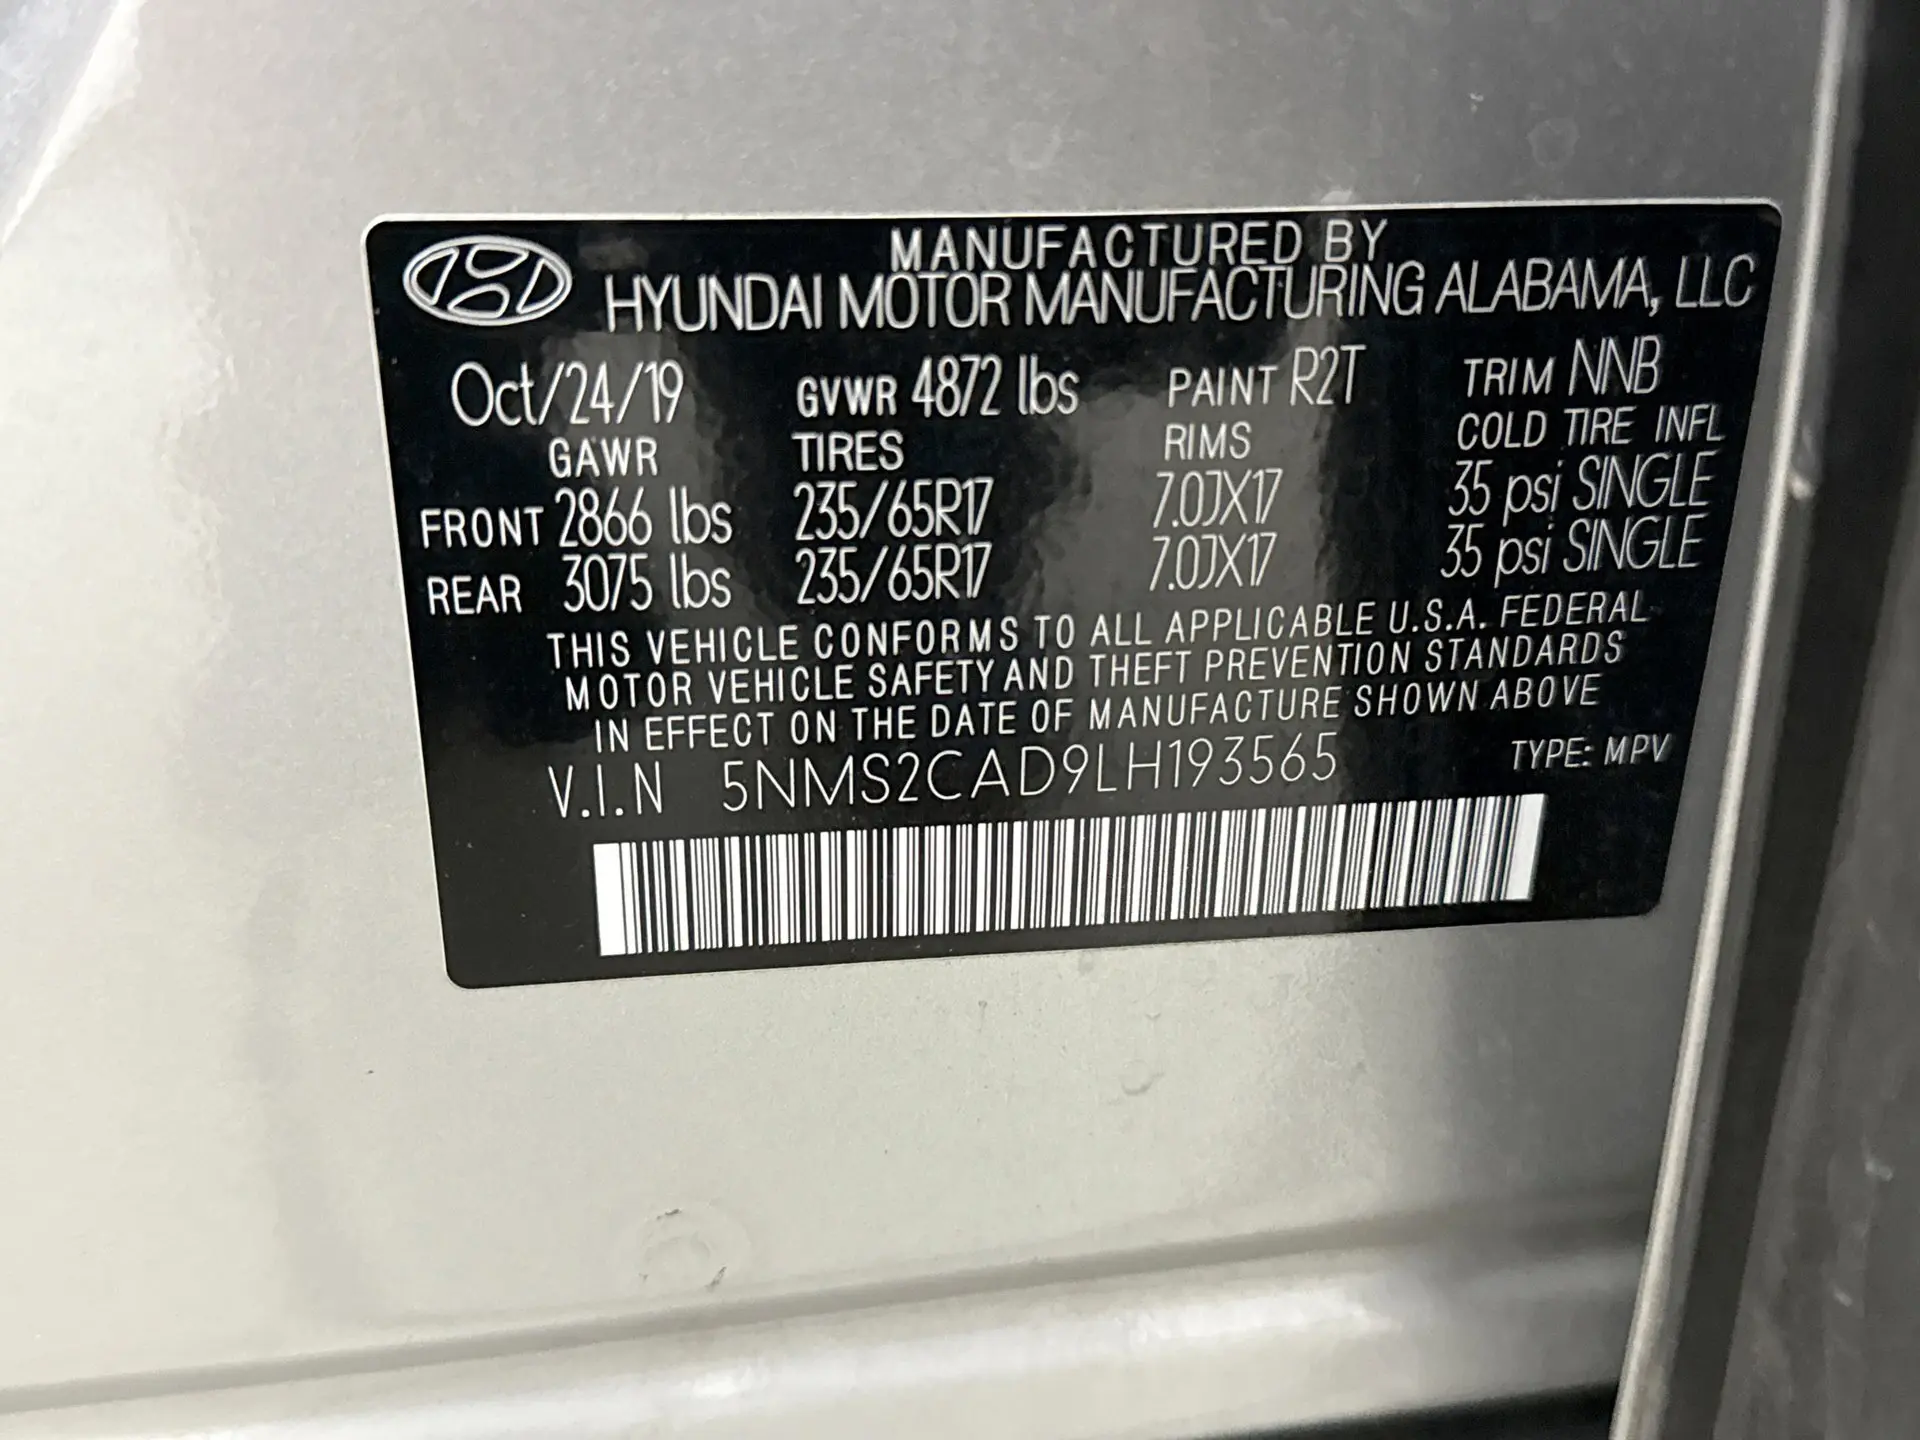 MANUFACTURED BY
HYUNDAI MOTOR MANUFACTURING ALABAMA, LLC
Oct/24/19 GVWR 4872 lbs PAINT R2T TRIM NNB
GAWR TIRES RIMS COLD TIRE INFL
FRONT 2866 lbs 235/65R17 7.0JX17 35 psi SINGLE
REAR 3075 lbs 235/65R17 7.0JX17 35 psi SINGLE
THIS VEHICLE CONFORMS TO ALL APPLICABLE U.S.A. FEDERAL
MOTOR VEHICLE SAFETY AND THEFT PREVENTION STANDARDS
IN EFFECT ON THE DATE OF MANUFACTURE SHOWN ABOVE
V.I.N 5NMS2CAD9LH193565 TYPE: MPV